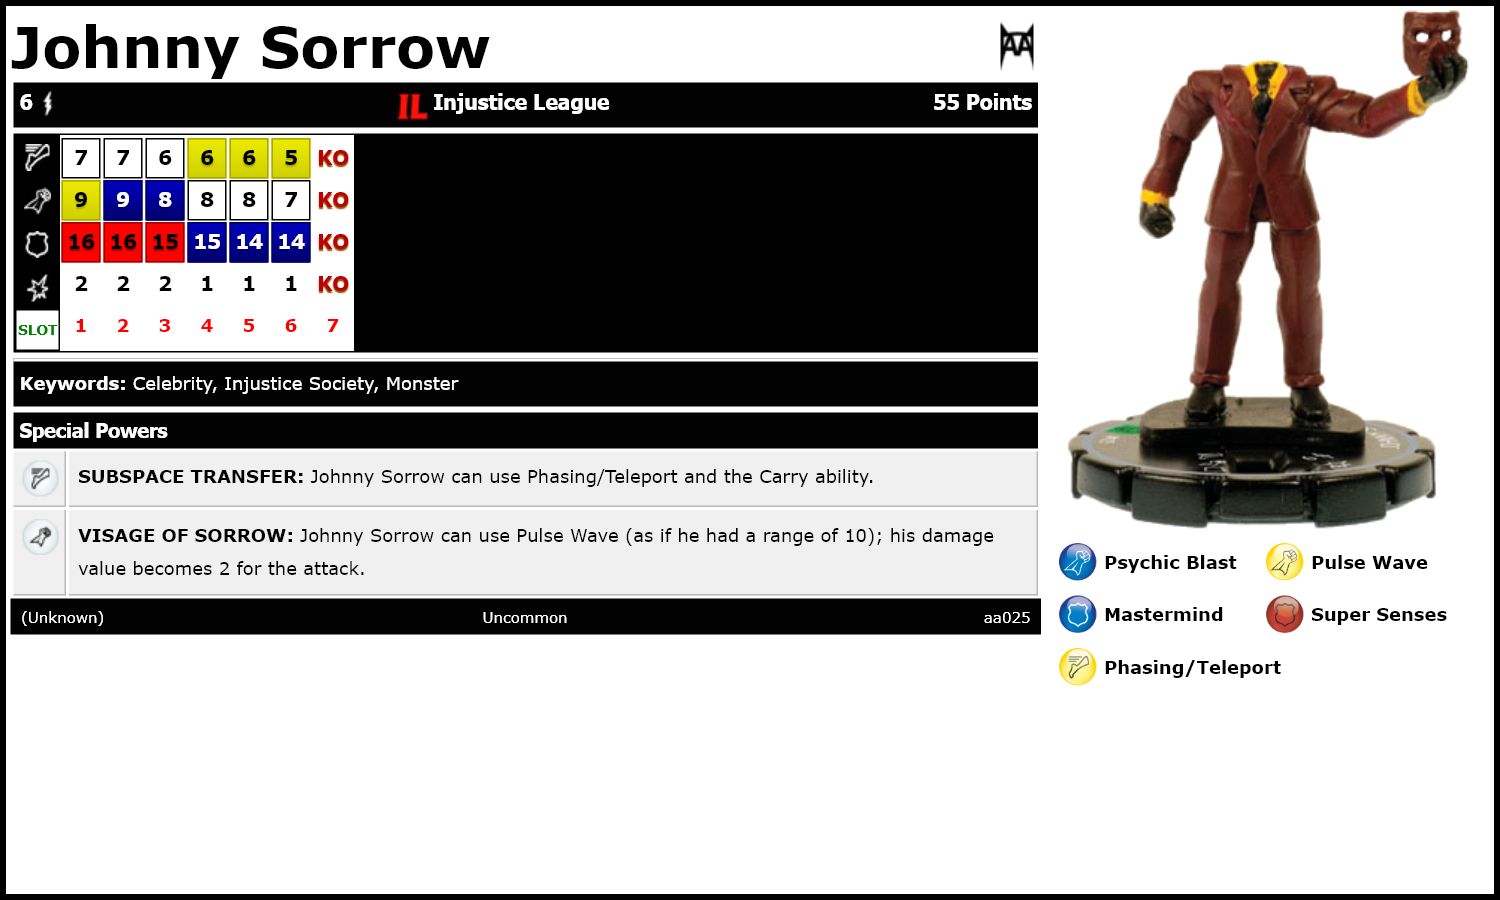 Johnny Sorrow
AA
6 IL Injustice League 55 Points
7 7 6 6 6 5 KO
9 9 8 8 8 7 KO
16 16 15 15 14 14 KO
2 2 2 1 1 1 KO
SLOT 1 2 3 4 5 6 7
Keywords: Celebrity, Injustice Society, Monster
Special Powers
SUBSPACE TRANSFER: Johnny Sorrow can use Phasing/Teleport and the Carry ability.
VISAGE OF SORROW: Johnny Sorrow can use Pulse Wave (as if he had a range of 10); his damage
value becomes 2 for the attack.
(Unknown) Uncommon aa025
Psychic Blast Pulse Wave
Mastermind Super Senses
Phasing/Teleport